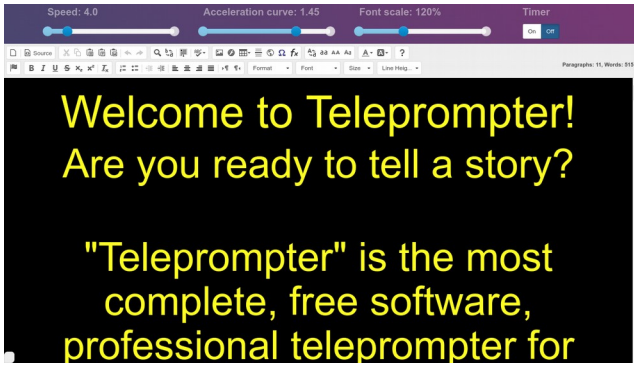 Speed: 4.0 Acceleration curve: 1.45 Font scale: 120% Timer
On Off
Source
Format Font Size Line Heig...
Paragraphs: 11, Words: 515
Welcome to Teleprompter!
Are you ready to tell a story?
"Teleprompter" is the most
complete, free software,
professional teleprompter for